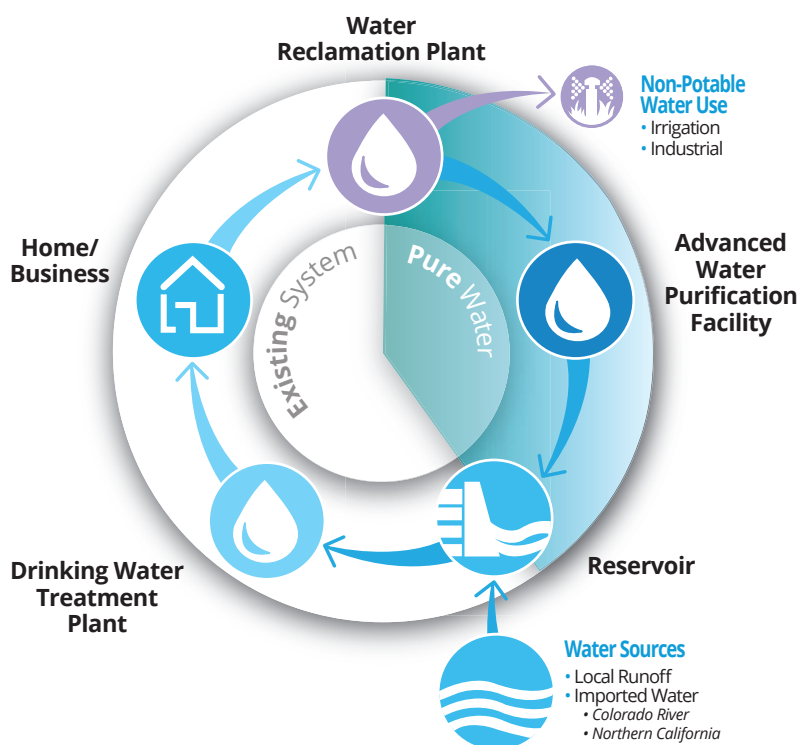 Water
Reclamation Plant
Non-Potable
Water Use
• Irrigation
• Industrial
Home/
Business
Existing System
Pure Water
Advanced
Water
Purification
Facility
Drinking Water
Treatment
Plant
Reservoir
Water Sources
• Local Runoff
• Imported Water
• Colorado River
• Northern California